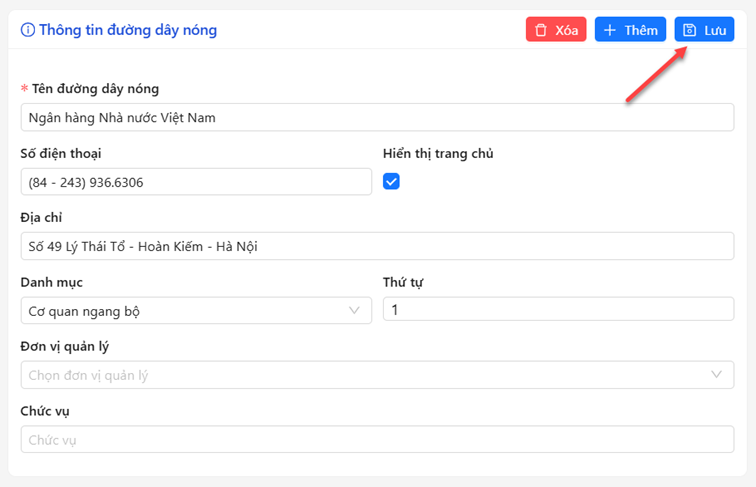 Thông tin đường dây nóng
Xóa
Thêm
Lưu
* Tên đường dây nóng
Ngân hàng Nhà nước Việt Nam
Số điện thoại
Hiển thị trang chủ
(84 - 243) 936.6306
Địa chỉ
Số 49 Lý Thái Tổ - Hoàn Kiếm - Hà Nội
Danh mục
Thứ tự
Cơ quan ngang bộ
1
Đơn vị quản lý
Chọn đơn vị quản lý
Chức vụ
Chức vụ